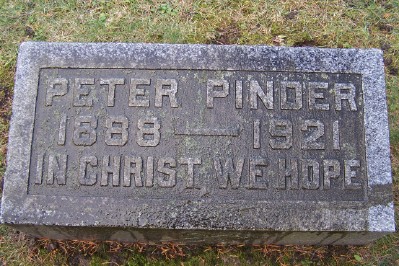 PETER PINDER
1888 — 1921
IN CHRIST, WE HOPE